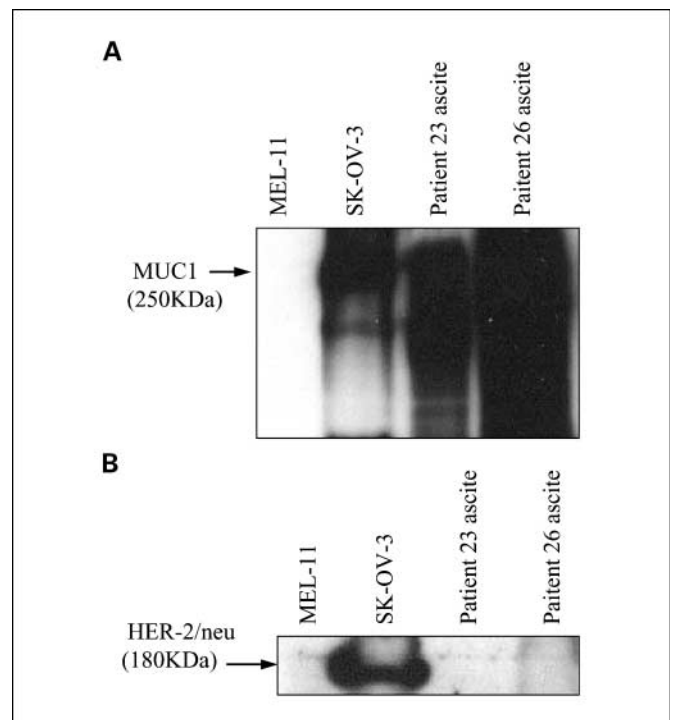 A
MEL-11
SK-OV-3
Patient 23 ascite
Paitent 26 ascite
MUC1
(250KDa)
B
MEL-11
SK-OV-3
Patient 23 ascite
Paitent 26 ascite
HER-2/neu
(180KDa)